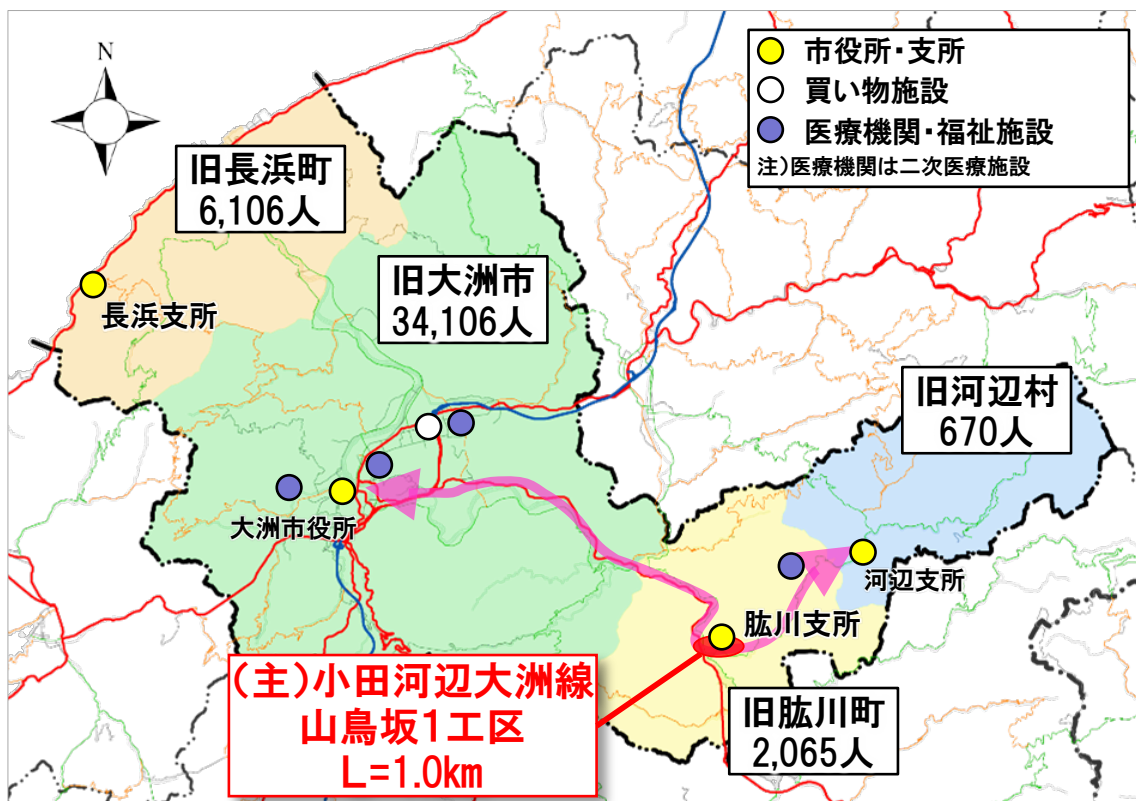 N
市役所・支所
買い物施設
医療機関・福祉施設
注)医療機関は二次医療施設
旧長浜町
6,106人
旧大洲市
34,106人
長浜支所
旧河辺村
670人
大洲市役所
河辺支所
肱川支所
(主)小田河辺大洲線
山鳥坂1工区
L=1.0km
旧肱川町
2,065人